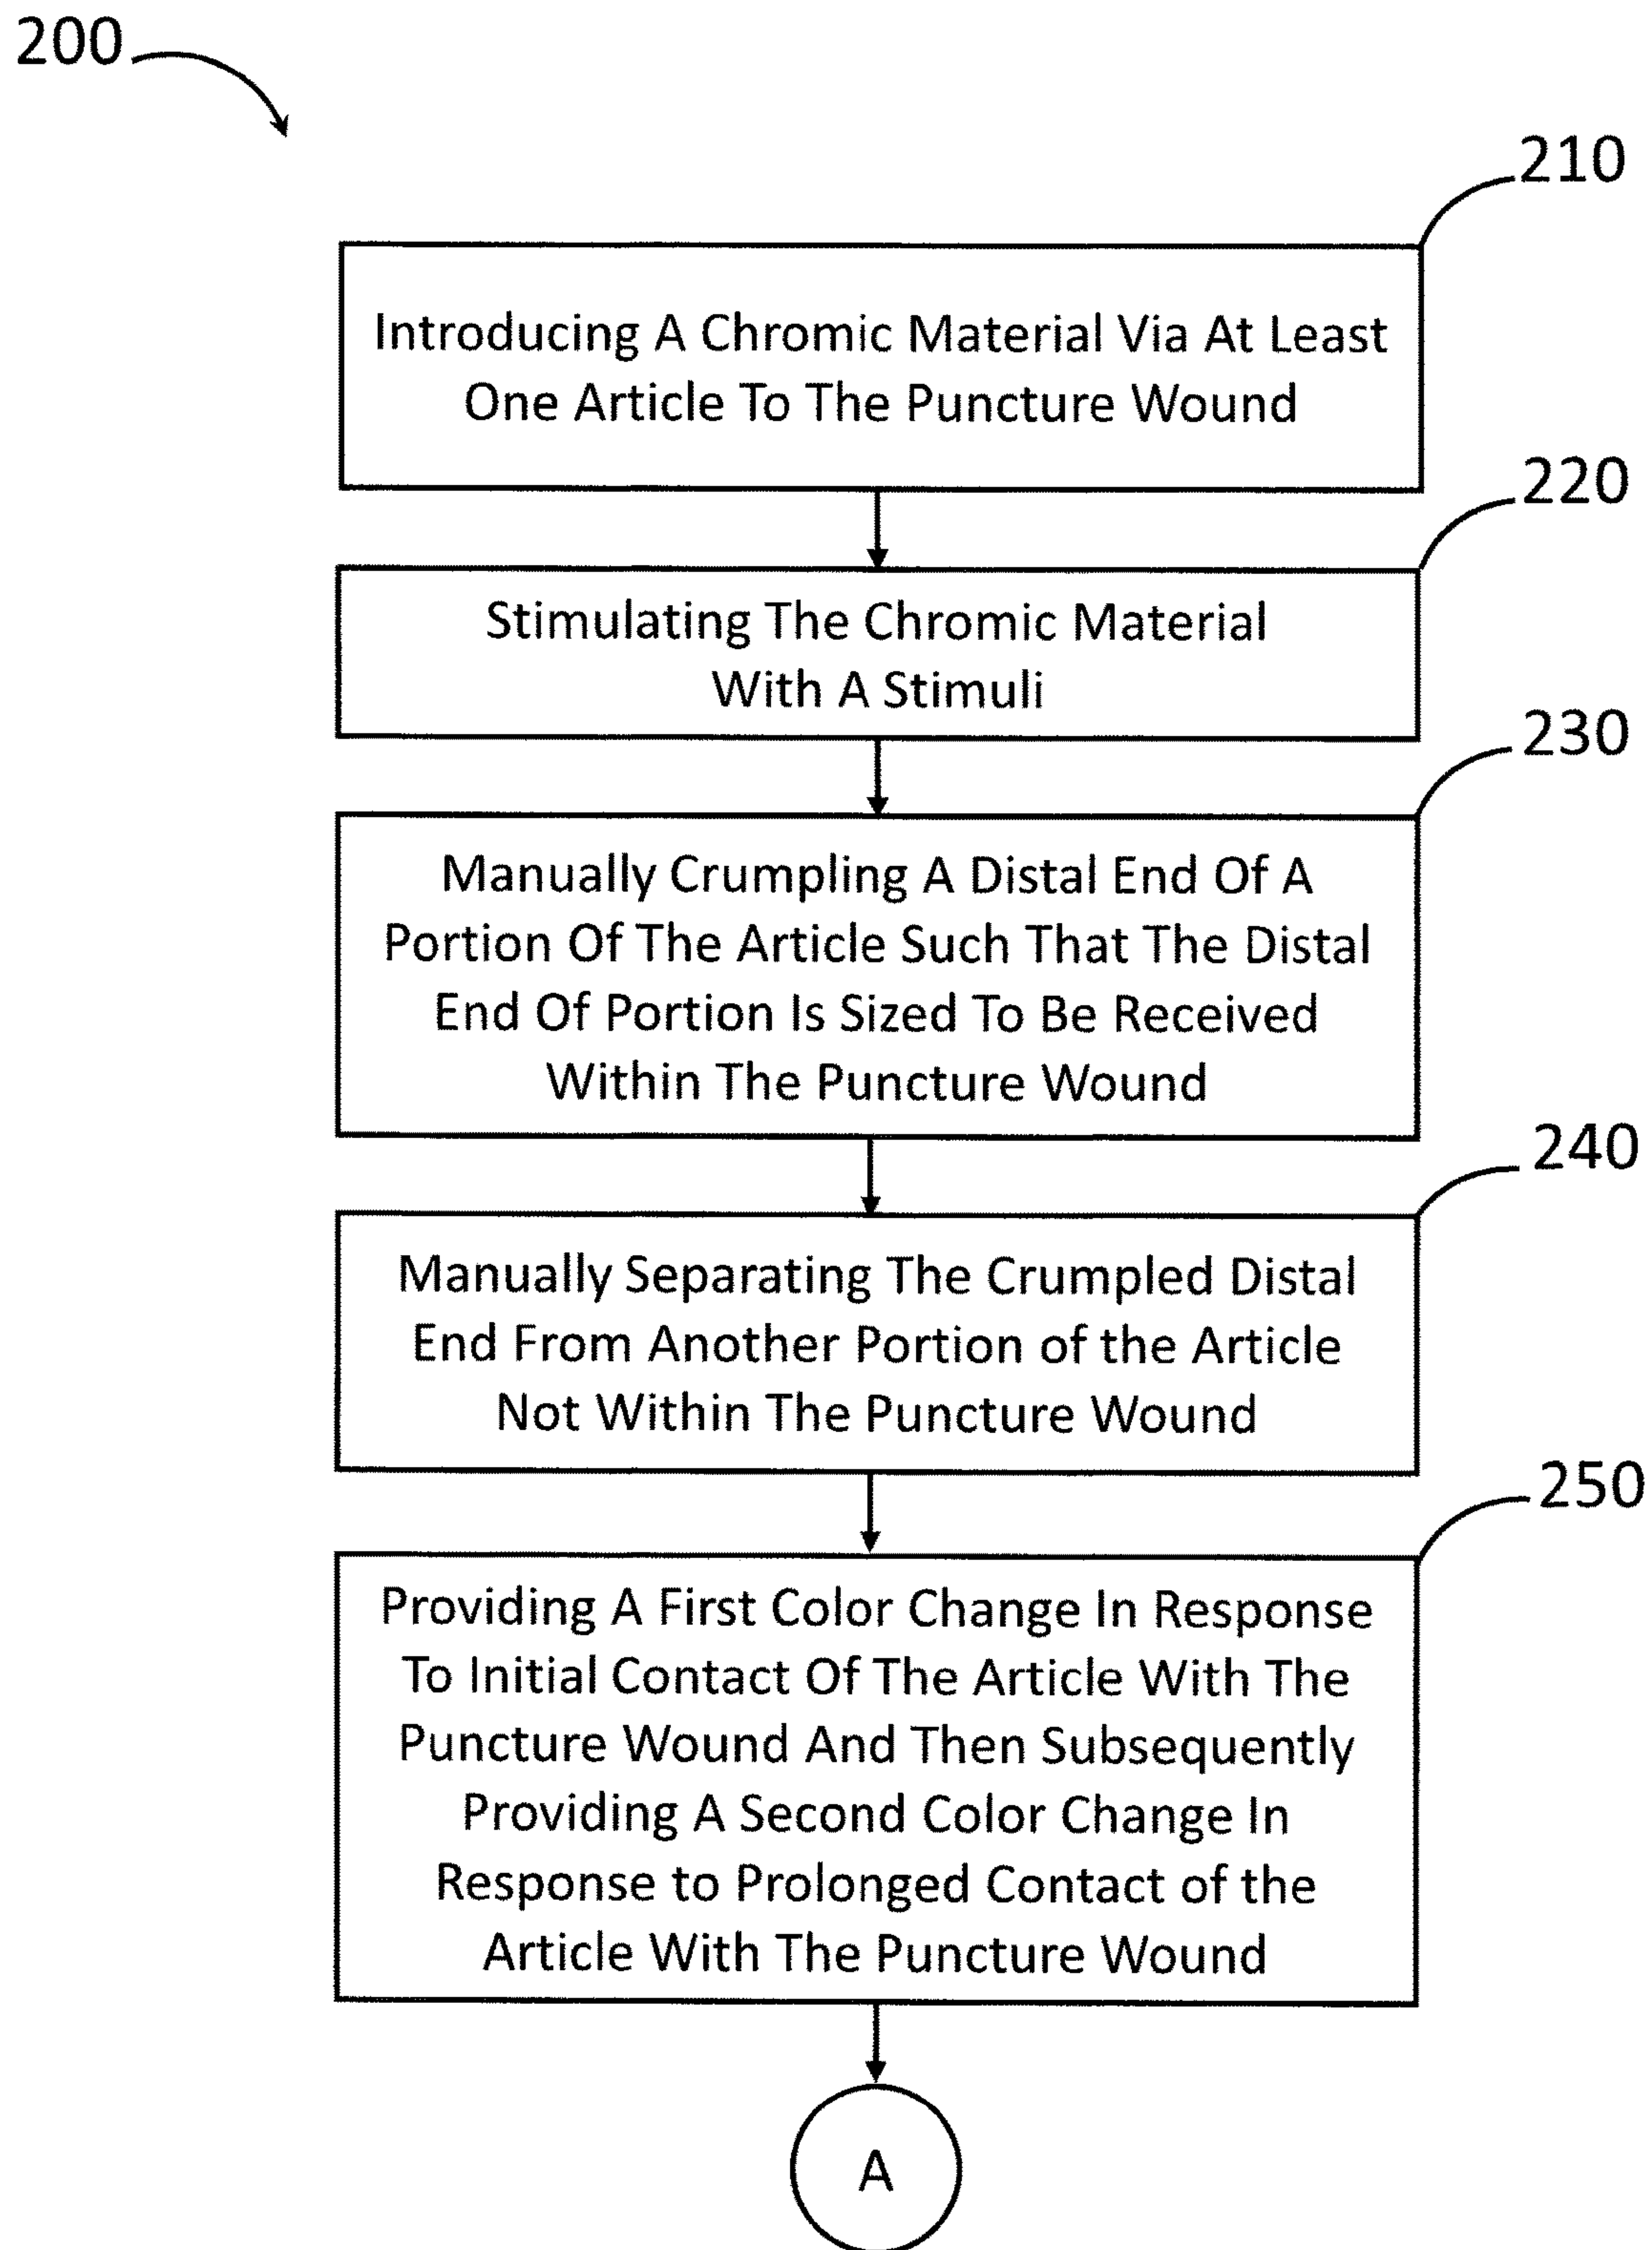 200
210
Introducing A Chromic Material Via At Least
One Article To The Puncture Wound
220
Stimulating The Chromic Material
With A Stimuli
230
Manually Crumpling A Distal End Of A
Portion Of The Article Such That The Distal
End Of Portion Is Sized To Be Received
Within The Puncture Wound
240
Manually Separating The Crumpled Distal
End From Another Portion of the Article
Not Within The Puncture Wound
250
Providing A First Color Change In Response
To Initial Contact Of The Article With The
Puncture Wound And Then Subsequently
Providing A Second Color Change In
Response to Prolonged Contact of the
Article With The Puncture Wound
A